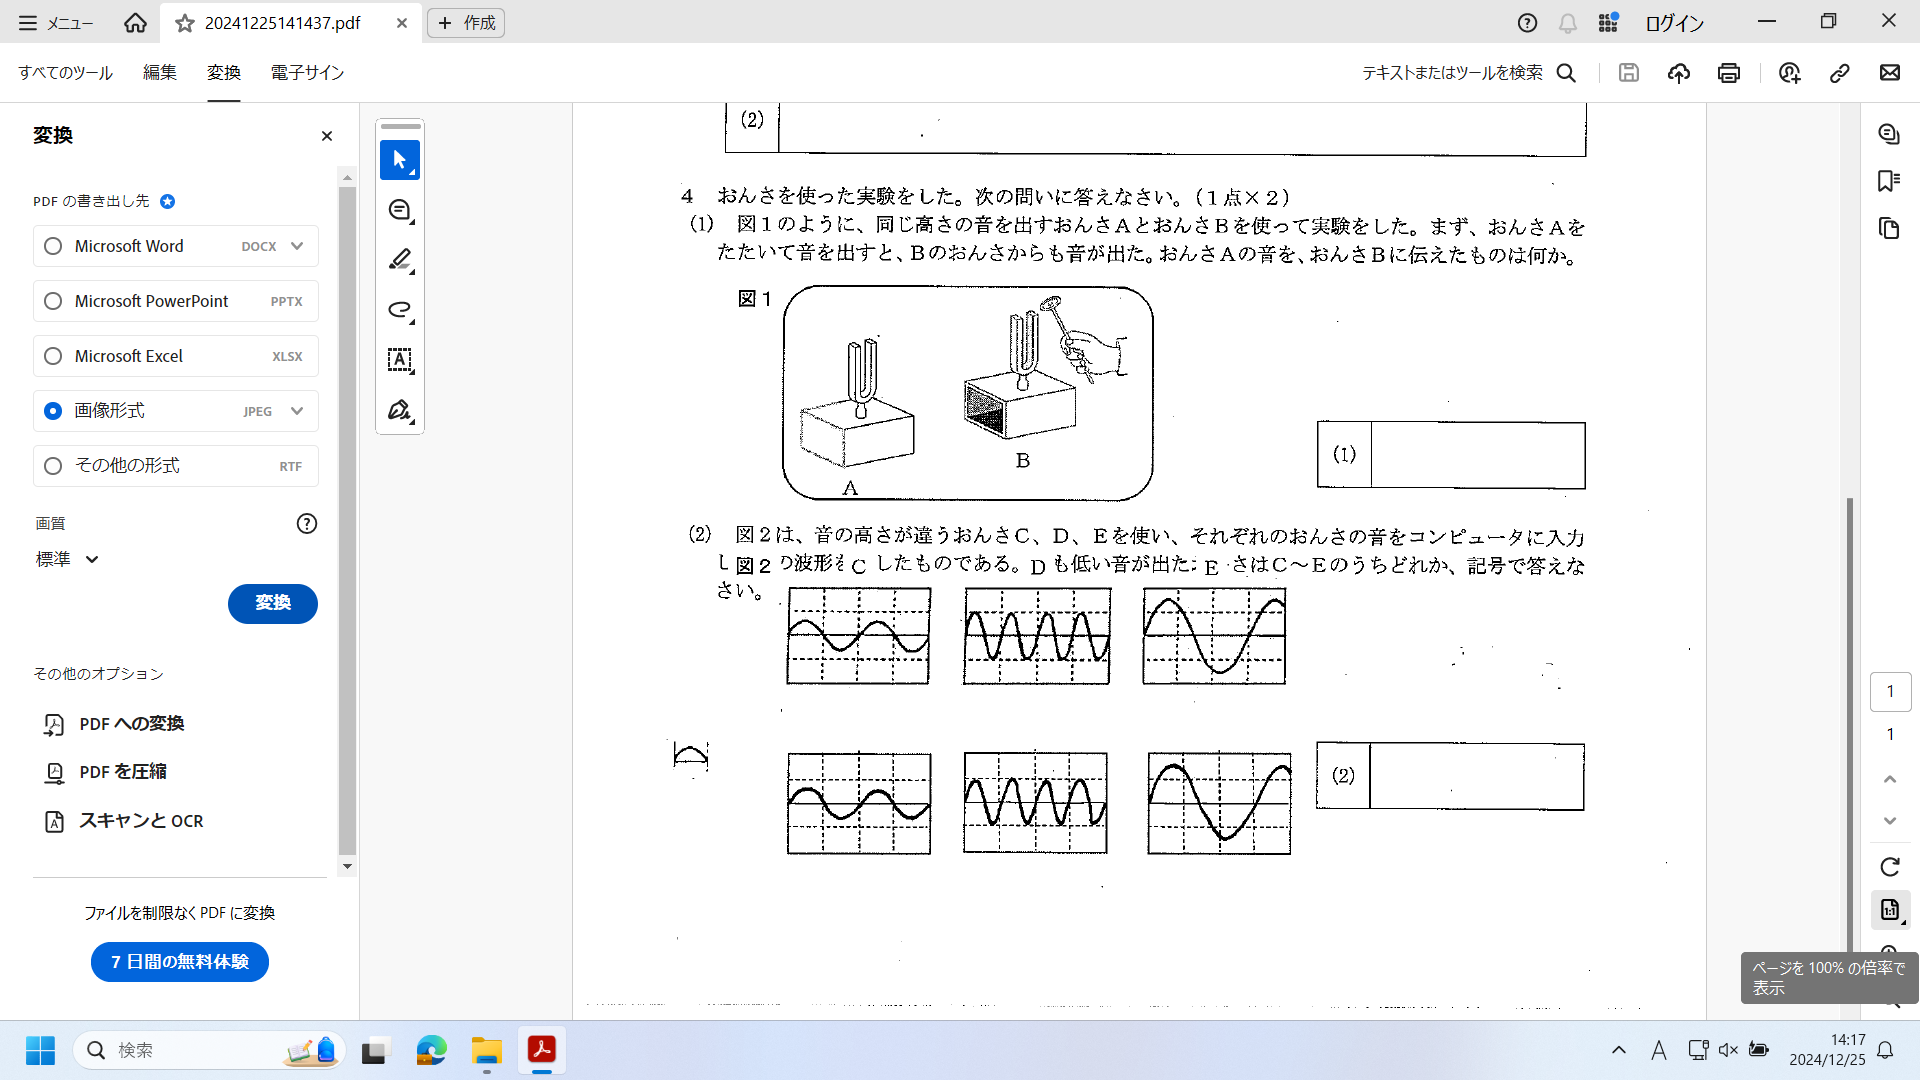 メニュー
20241225141437.pdf
作成
ログイン
すべてのツール
編集
変換
電子サイン
テキストまたはツールを検索
変換
PDF の書き出し先
Microsoft Word DOCX
Microsoft PowerPoint PPTX
Microsoft Excel XLSX
画像形式 JPEG
その他の形式 RTF
画質
標準
変換
その他のオプション
PDF への変換
PDF を圧縮
スキャンと OCR
ファイルを制限なく PDF に変換
7 日間の無料体験
(2)
4 おんさを使った実験をした。次の問いに答えなさい。(1点×2)
(1) 図1のように、同じ高さの音を出すおんさAとおんさBを使って実験をした。まず、おんさAを
たたいて音を出すと、Bのおんさからも音が出た。おんさAの音を、おんさBに伝えたものは何か。
図1
A
B
(1)
(2) 図2は、音の高さが違うおんさC、D、Eを使い、それぞれのおんさの音をコンピュータに入力
し 図2 の波形を C したものである。 D も低い音が出た E さはC～Eのうちどれか、記号で答えな
さい。
(2)
1
1
ページを 100% の倍率で
表示
検索
A
14:17
2024/12/25